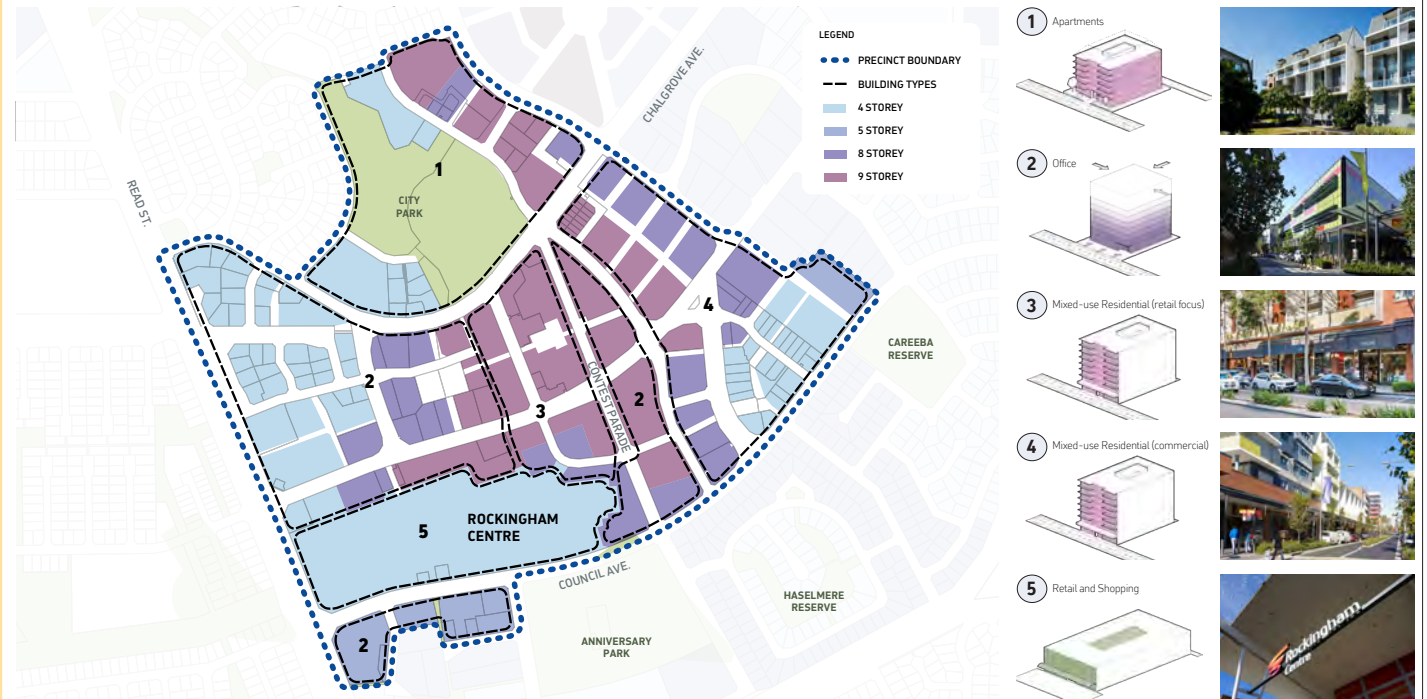 LEGEND
PRECINCT BOUNDARY
BUILDING TYPES
4 STOREY
5 STOREY
8 STOREY
9 STOREY
CHALGROVE AVE.
READ ST.
1
CITY
PARK
4
CAREEBA
RESERVE
2
3
CONTEST PARADE
2
5
ROCKINGHAM
CENTRE
COUNCIL AVE.
HASELMERE
RESERVE
ANNIVERSARY
PARK
2
1 Apartments
2 Office
3 Mixed-use Residential (retail focus)
4 Mixed-use Residential (commercial)
5 Retail and Shopping
Rockingham
Centre